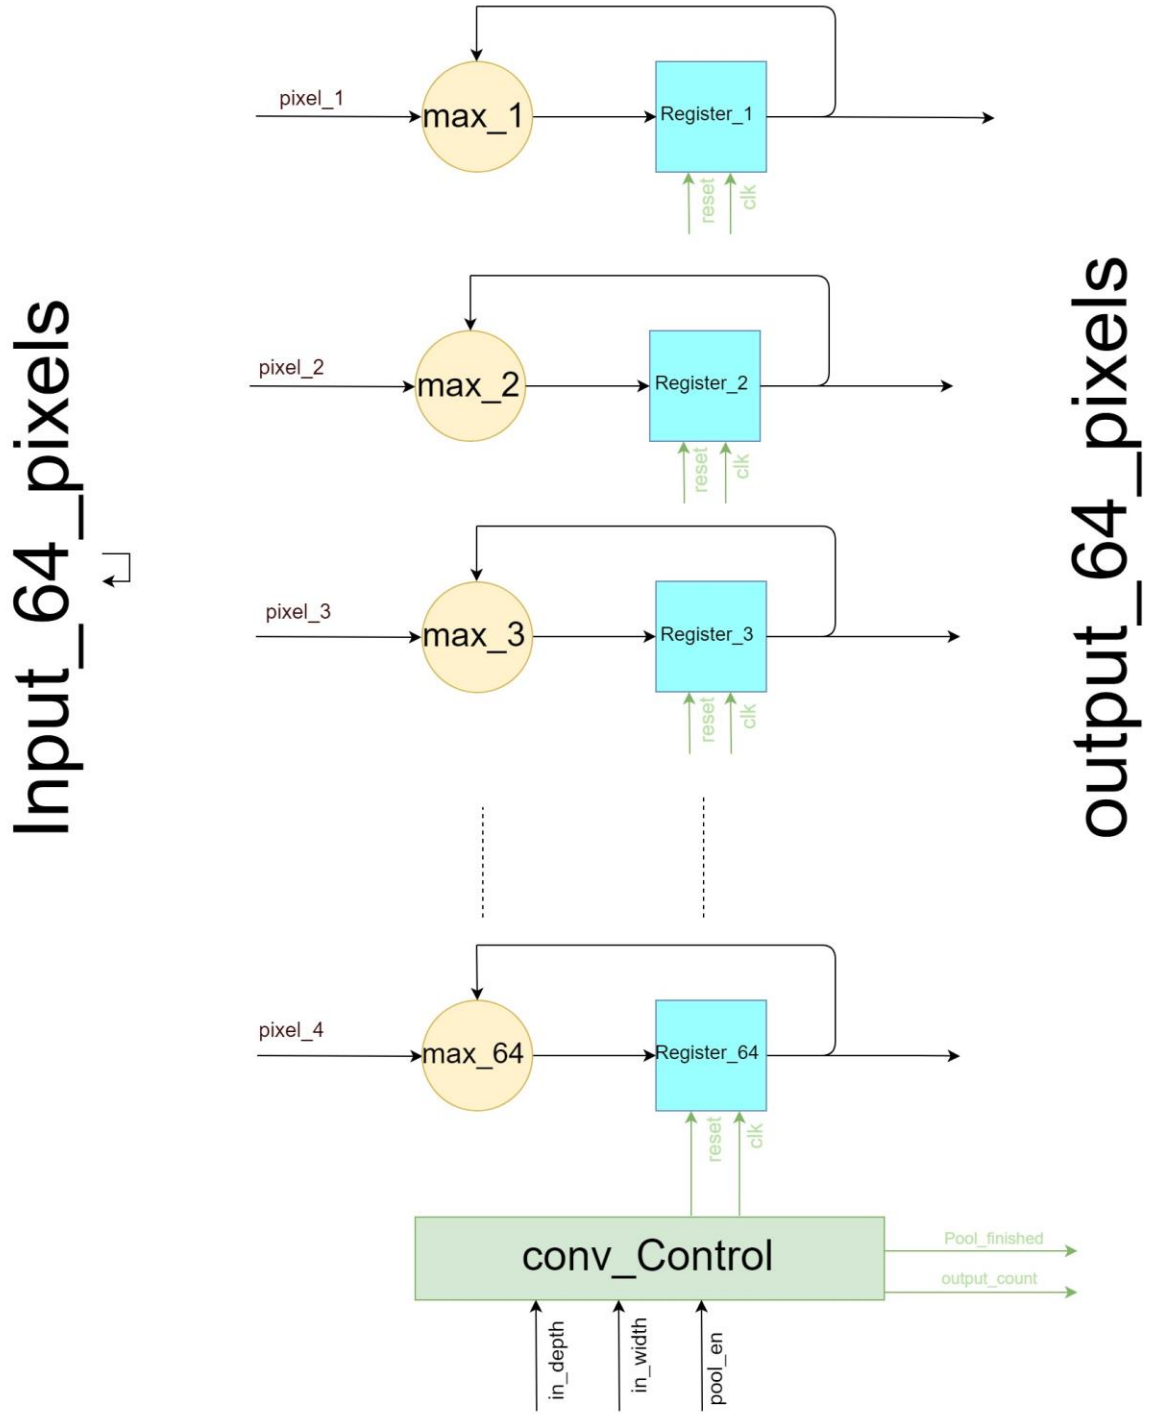 Input_64_pixels
pixel_1
max_1
Register_1
reset
clk
pixel_2
max_2
Register_2
reset
clk
pixel_3
max_3
Register_3
reset
clk
pixel_4
max_64
Register_64
reset
clk
conv_Control
Pool_finished
output_count
in_depth
in_width
pool_en
output_64_pixels